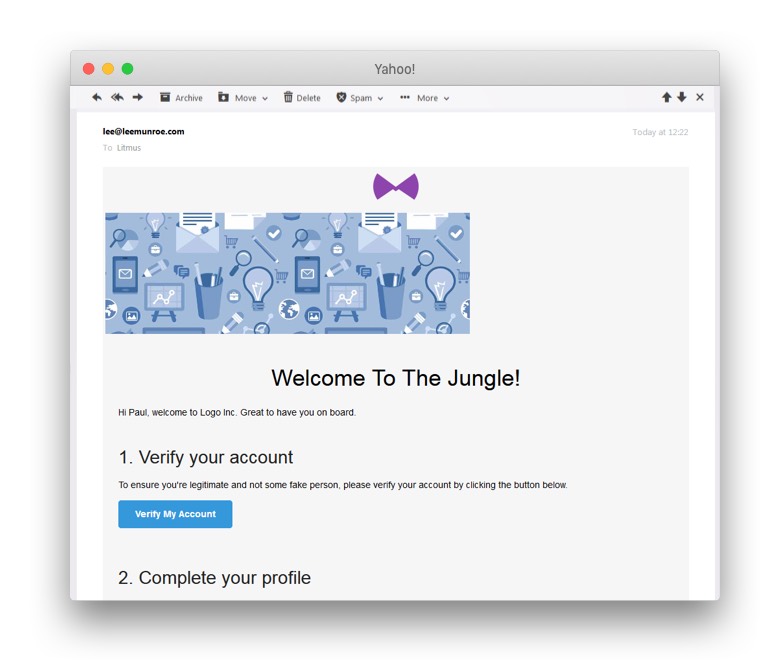 Yahoo!
Archive Move Delete Spam More
lee@leemunroe.com Today at 12:22
To Litmus
Welcome To The Jungle!
Hi Paul, welcome to Logo Inc. Great to have you on board.
1. Verify your account
To ensure you're legitimate and not some fake person, please verify your account by clicking the button below.
Verify My Account
2. Complete your profile